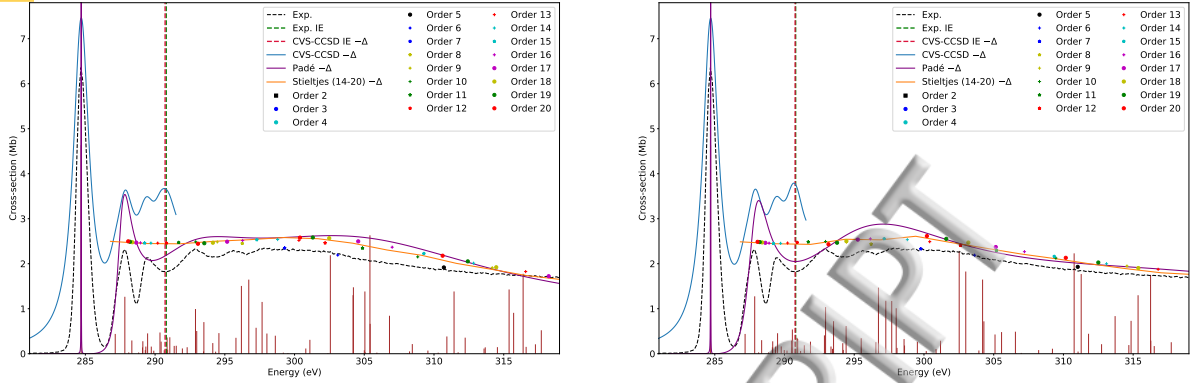 Exp.
Exp. IE
CVS-CCSD IE −Δ
CVS-CCSD −Δ
Padé −Δ
Stieltjes (14-20) −Δ
Order 2
Order 3
Order 4
Order 5
Order 6
Order 7
Order 8
Order 9
Order 10
Order 11
Order 12
Order 13
Order 14
Order 15
Order 16
Order 17
Order 18
Order 19
Order 20
Cross-section (Mb)
7
6
5
4
3
2
1
0
285
290
295
300
305
310
315
Energy (eV)
Exp.
Exp. IE
CVS-CCSD IE −Δ
CVS-CCSD −Δ
Padé −Δ
Stieltjes (14-20) −Δ
Order 2
Order 3
Order 4
Order 5
Order 6
Order 7
Order 8
Order 9
Order 10
Order 11
Order 12
Order 13
Order 14
Order 15
Order 16
Order 17
Order 18
Order 19
Order 20
Cross-section (Mb)
7
6
5
4
3
2
1
0
285
290
295
300
305
310
315
Energy (eV)
IPT